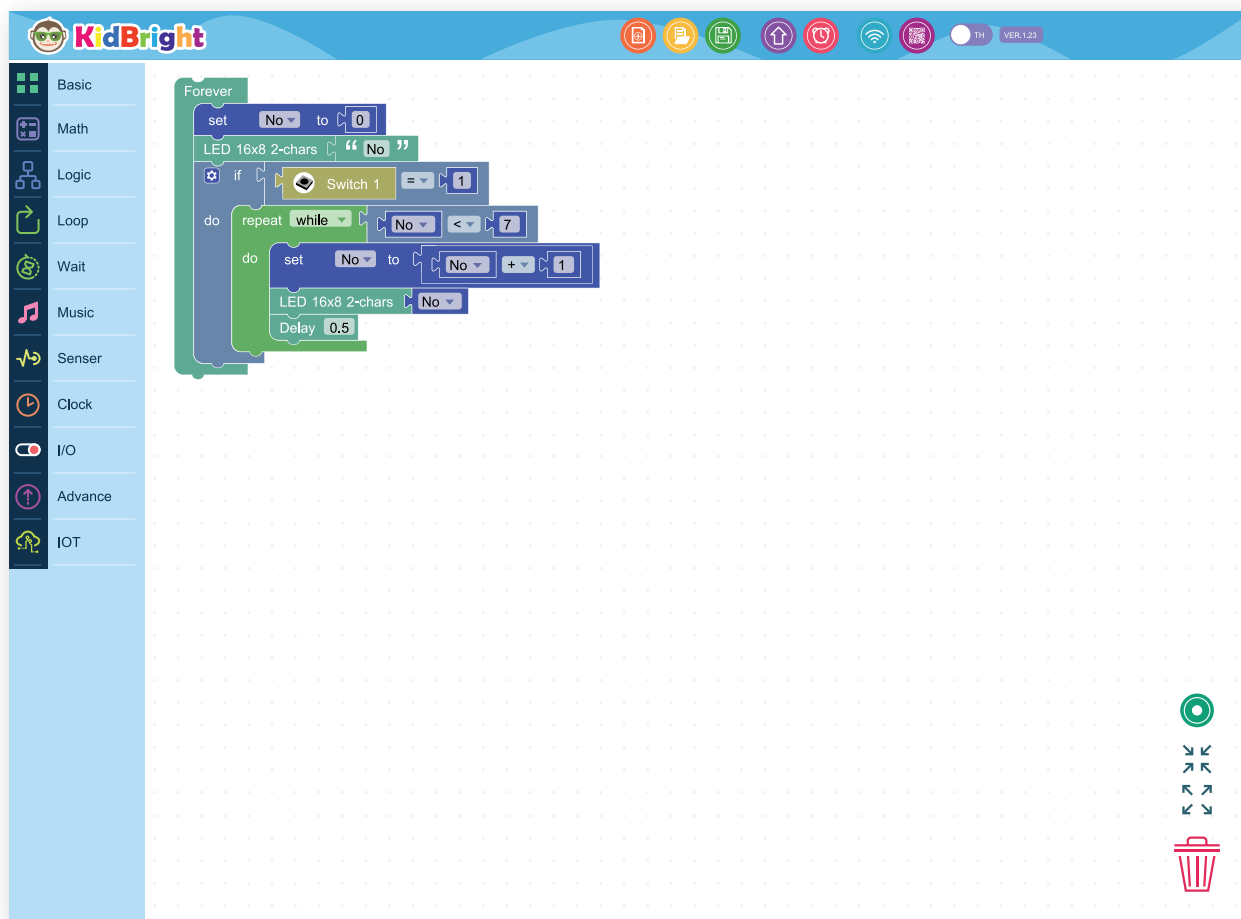 KidBright
TH
VER.1.23
Basic
Math
Logic
Loop
Wait
Music
Senser
Clock
I/O
Advance
IOT
Forever
set No to 0
LED 16x8 2-chars “ No ”
if Switch 1 = 1
do repeat while No < 7
do set No to No + 1
LED 16x8 2-chars No
Delay 0.5